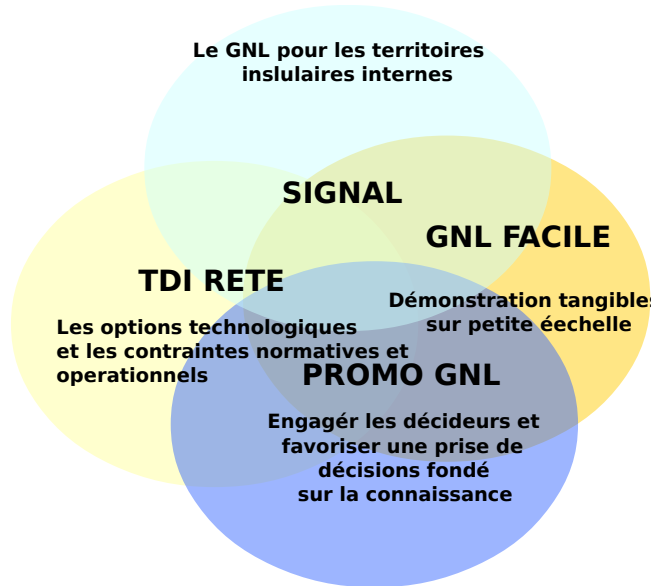 Le GNL pour les territoires
inslulaires internes
SIGNAL
GNL FACILE
TDI RETE
Démonstration tangibles
sur petite éechelle
Les options technologiques
et les contraintes normatives et
operationnels
PROMO GNL
Engagér les décideurs et
favoriser une prise de
décisions fondé
sur la connaissance